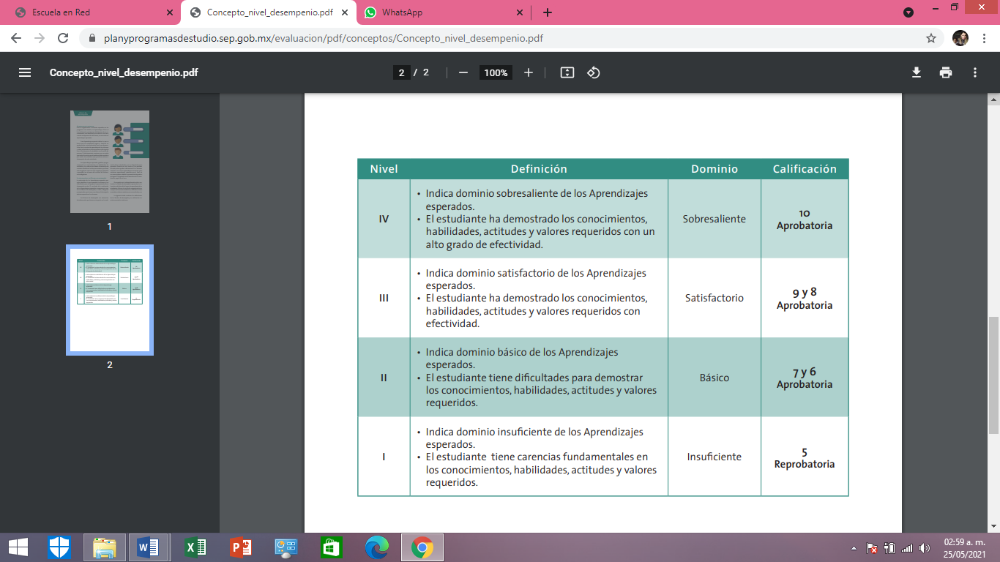 Escuela en Red
Concepto_nivel_desempenio.pdf
WhatsApp
planyprogramasdestudio.sep.gob.mx/evaluacion/pdf/conceptos/Concepto_nivel_desempenio.pdf
Concepto_nivel_desempenio.pdf
2 / 2
100%
1
2
Nivel Definición Dominio Calificación
IV
• Indica dominio sobresaliente de los Aprendizajes
esperados.
• El estudiante ha demostrado los conocimientos,
habilidades, actitudes y valores requeridos con un
alto grado de efectividad.
Sobresaliente
10
Aprobatoria
III
• Indica dominio satisfactorio de los Aprendizajes
esperados.
• El estudiante ha demostrado los conocimientos,
habilidades, actitudes y valores requeridos con
efectividad.
Satisfactorio
9 y 8
Aprobatoria
II
• Indica dominio básico de los Aprendizajes
esperados.
• El estudiante tiene dificultades para demostrar
los conocimientos, habilidades, actitudes y valores
requeridos.
Básico
7 y 6
Aprobatoria
I
• Indica dominio insuficiente de los Aprendizajes
esperados.
• El estudiante tiene carencias fundamentales en
los conocimientos, habilidades, actitudes y valores
requeridos.
Insuficiente
5
Reprobatoria
02:59 a. m.
25/05/2021